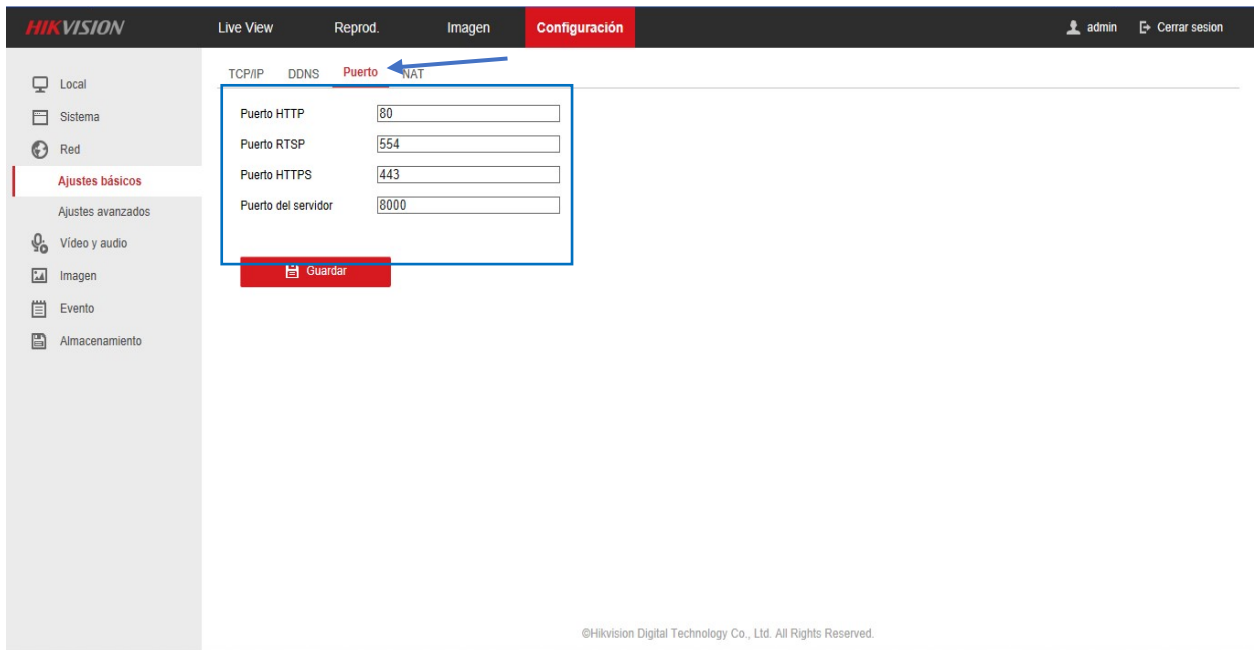 HIKVISION Live View Reprod. Imagen Configuración admin Cerrar sesion
TCP/IP DDNS Puerto NAT
Local
Sistema
Red
Ajustes básicos
Ajustes avanzados
Vídeo y audio
Imagen
Evento
Almacenamiento
Puerto HTTP 80
Puerto RTSP 554
Puerto HTTPS 443
Puerto del servidor 8000
Guardar
©Hikvision Digital Technology Co., Ltd. All Rights Reserved.